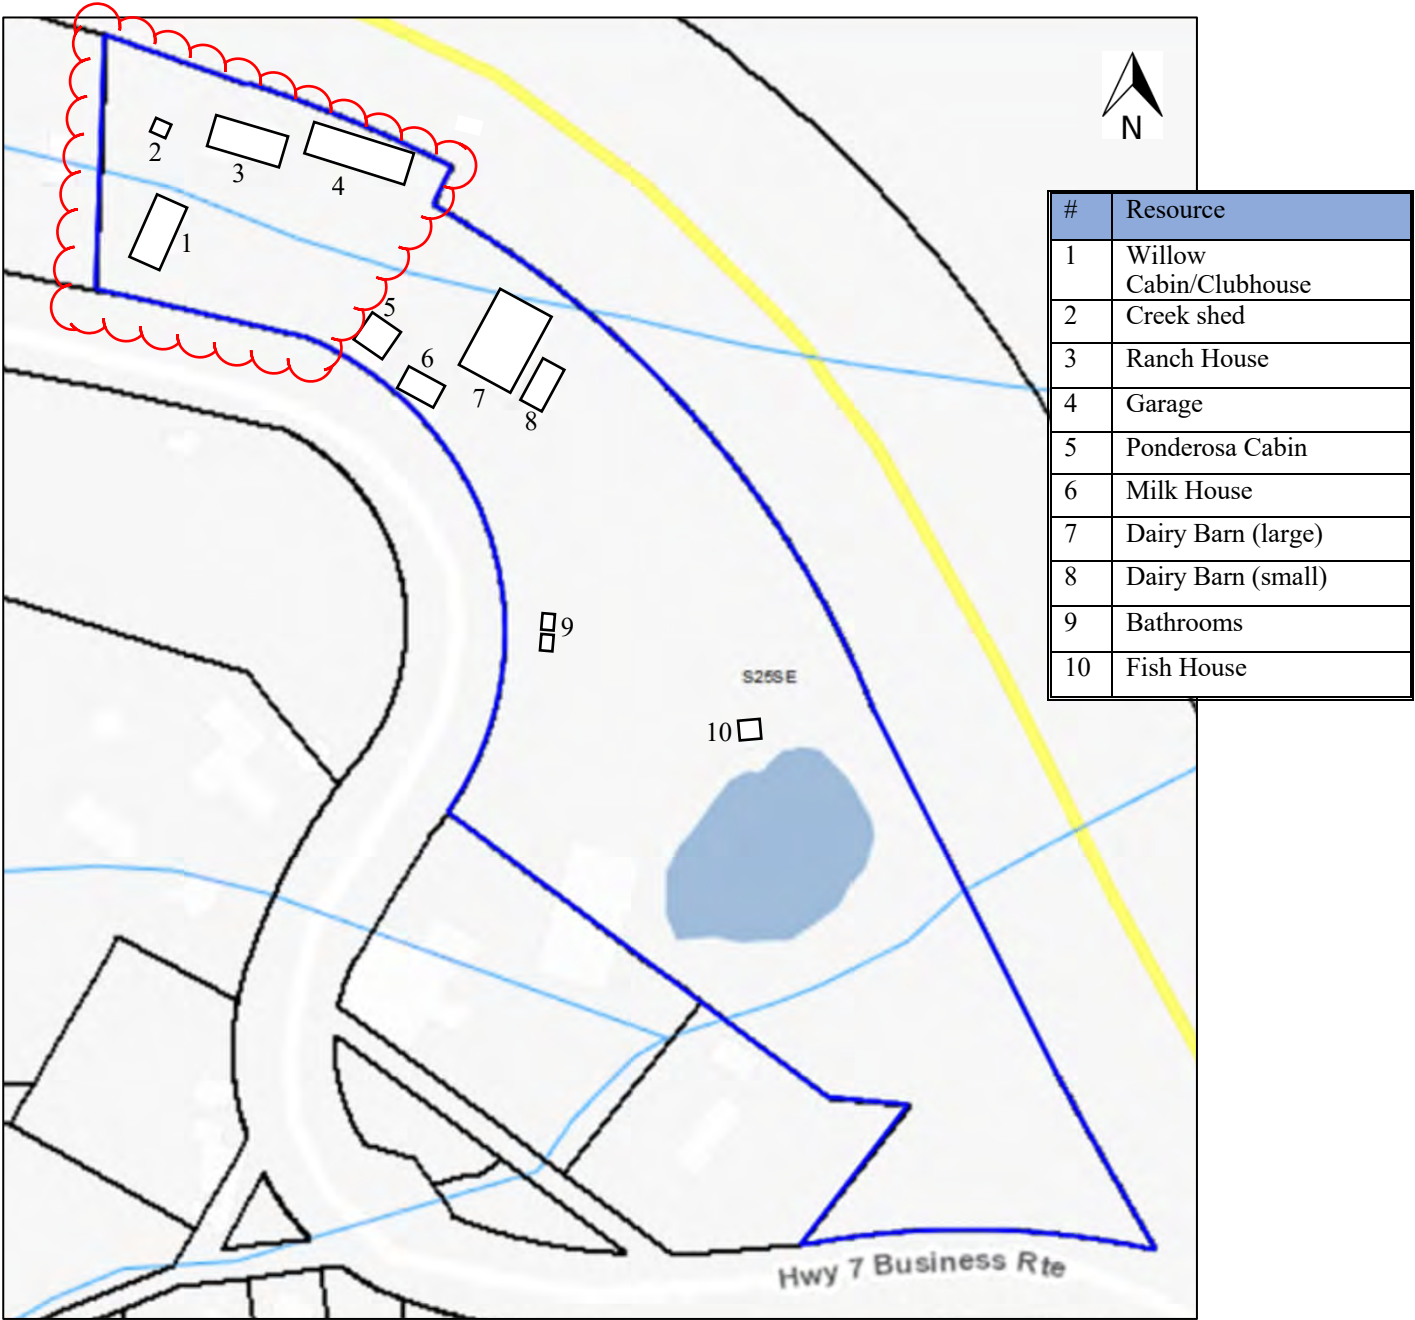 N
2
3
4
1
5
6
7
8
9
S25SE
10
Hwy 7 Business Rte
# Resource
1 Willow
Cabin/Clubhouse
2 Creek shed
3 Ranch House
4 Garage
5 Ponderosa Cabin
6 Milk House
7 Dairy Barn (large)
8 Dairy Barn (small)
9 Bathrooms
10 Fish House